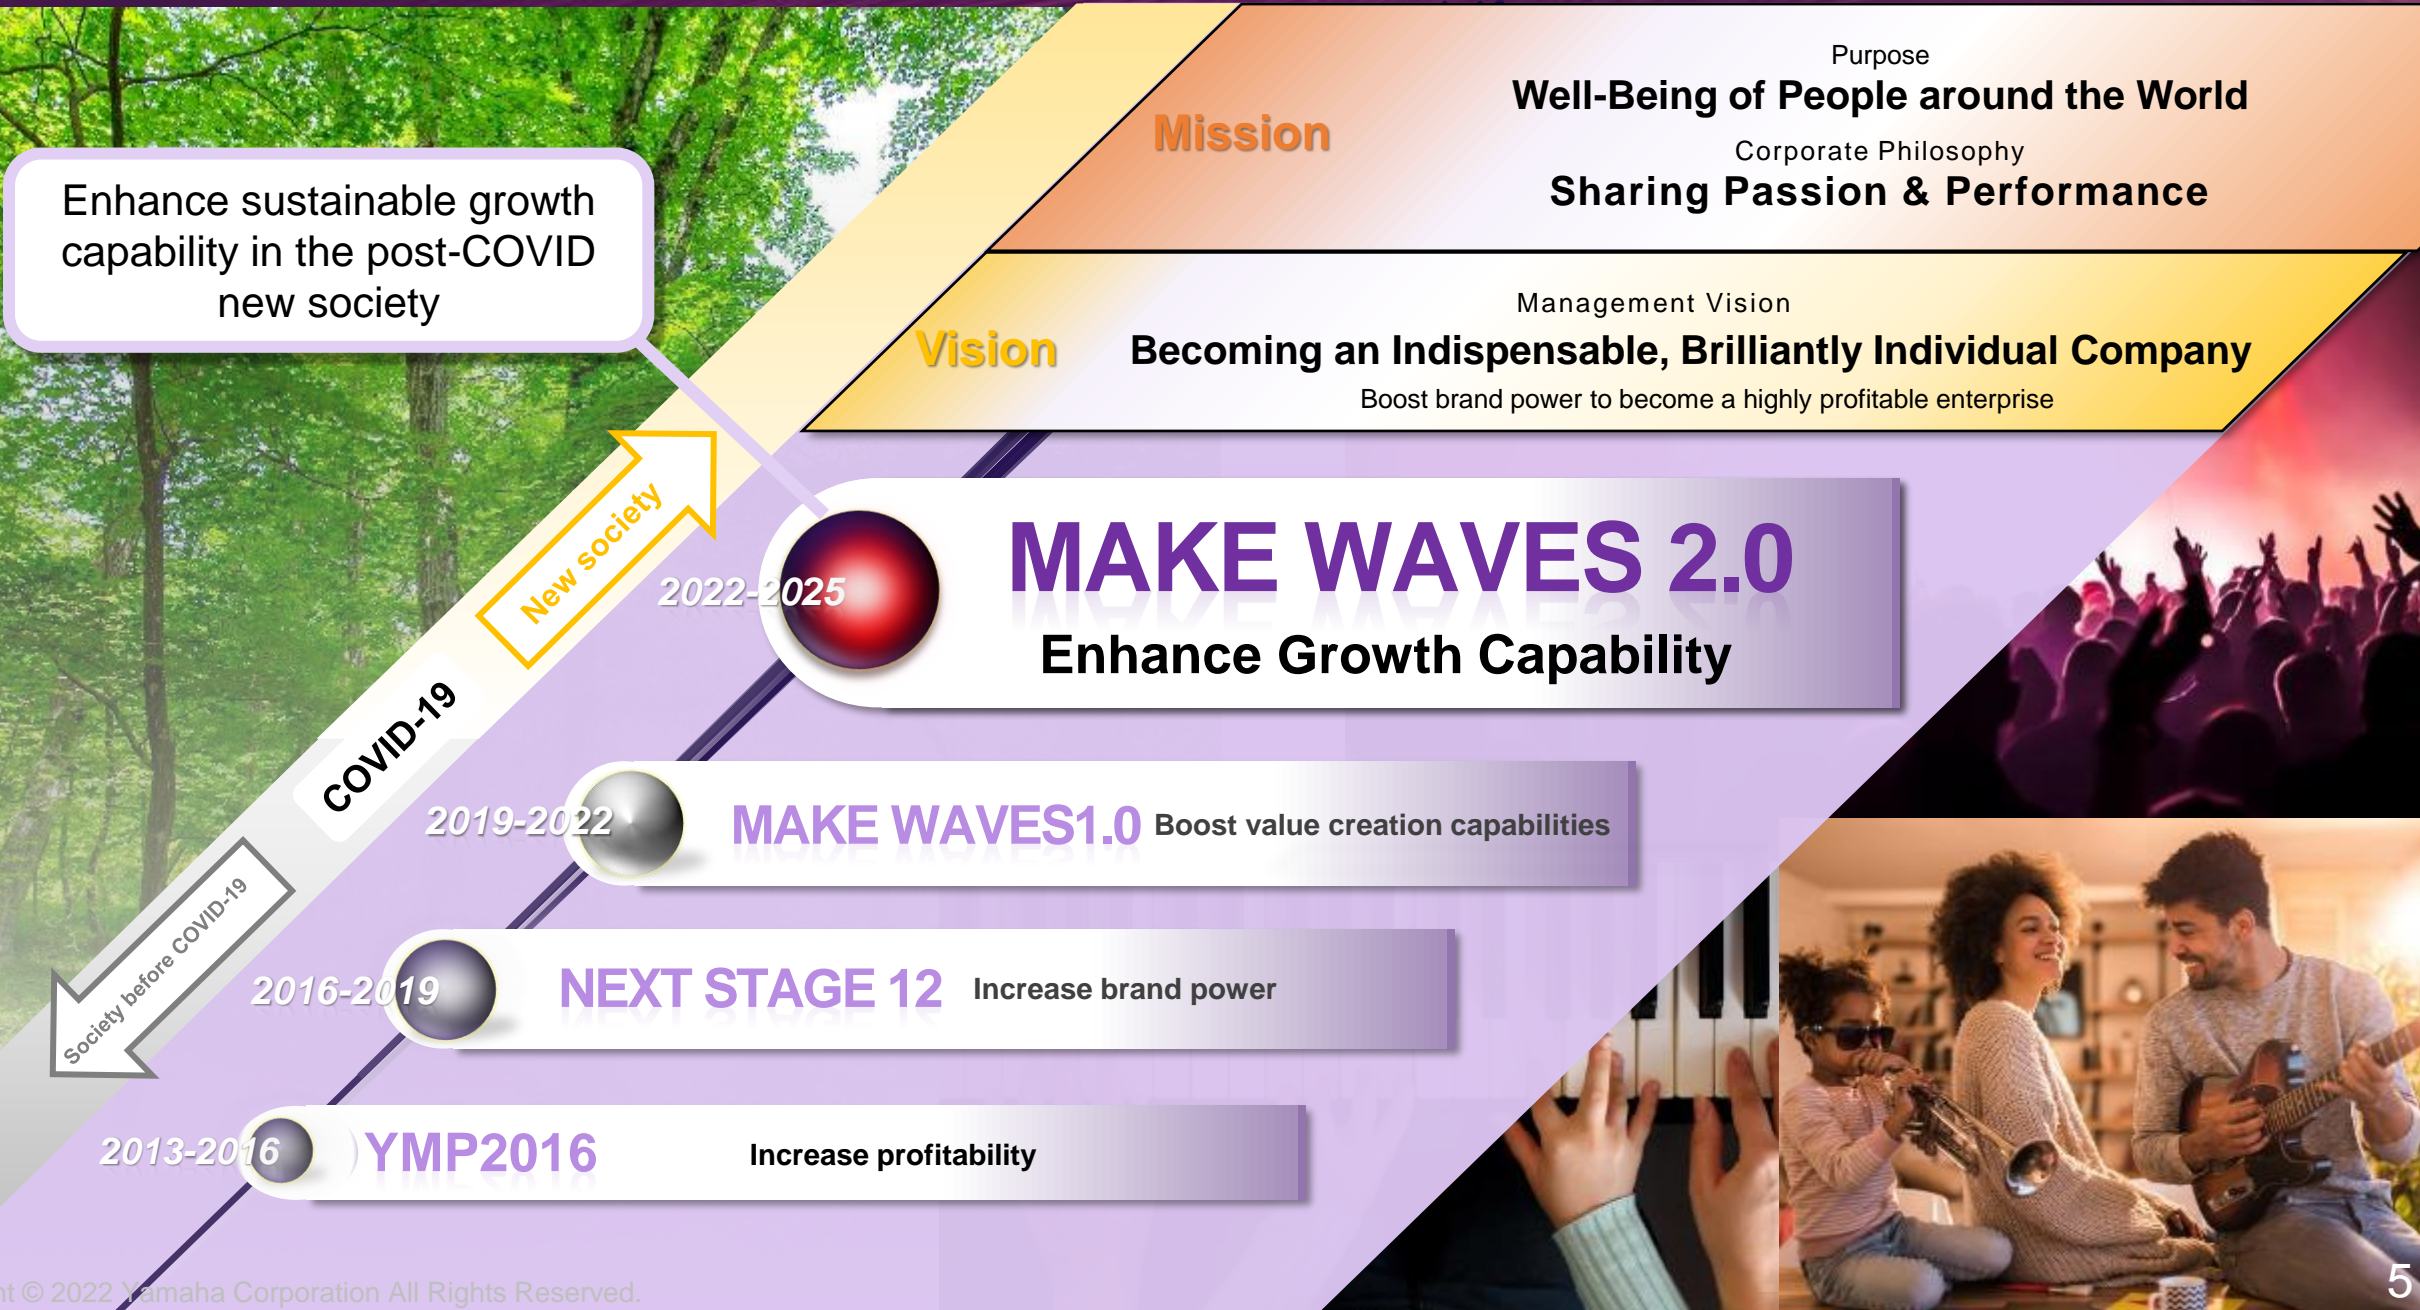 Purpose
Well-Being of People around the World
Mission
Corporate Philosophy
Sharing Passion & Performance
Enhance sustainable growth
capability in the post-COVID
new society
Management Vision
Vision
Becoming an Indispensable, Brilliantly Individual Company
Boost brand power to become a highly profitable enterprise
New society
2022-2025
MAKE WAVES 2.0
Enhance Growth Capability
COVID-19
2019-2022
MAKE WAVES1.0 Boost value creation capabilities
Society before COVID-19
2016-2019
NEXT STAGE 12 Increase brand power
2013-2016
YMP2016 Increase profitability
© 2022 Yamaha Corporation All Rights Reserved.
5